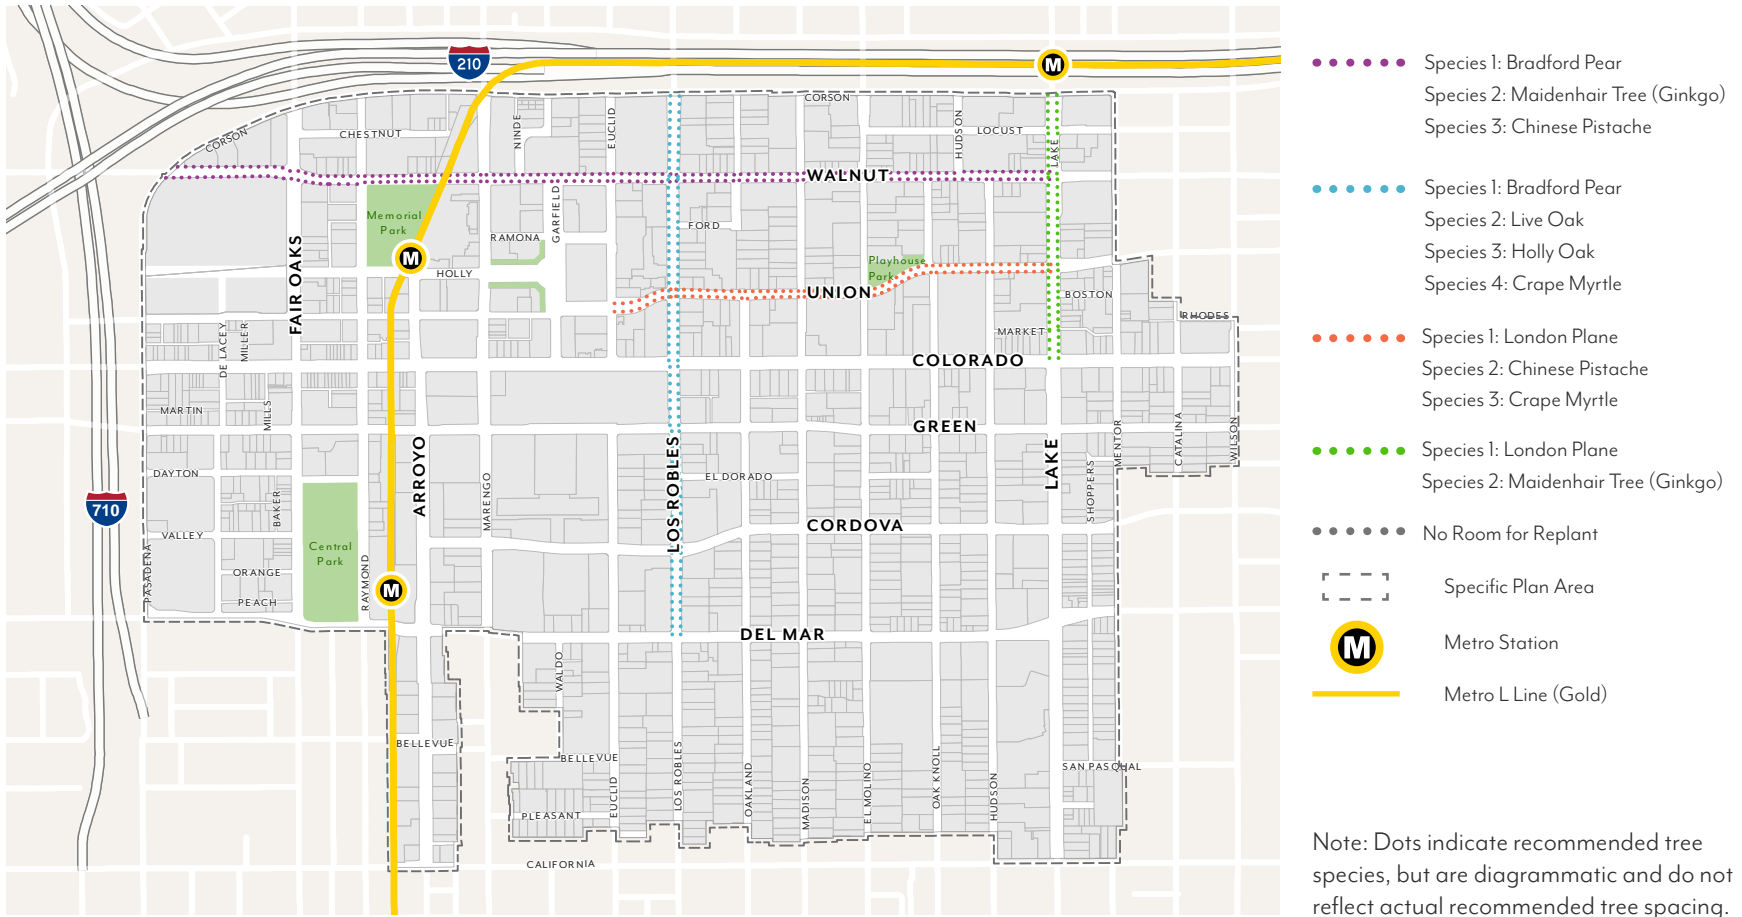 210
M
CORSON
CORSON
CHESTNUT
NINDE
EUCLID
HUDSON
LOCUST
LAKE
WALNUT
Memorial
Park
GARFIELD
RAMONA
FORD
FAIR OAKS
M
HOLLY
Playhouse
Park
UNION
BOSTON
RHODES
MARKET
DE LACEY
MILLER
COLORADO
MARTIN
MILLS
GREEN
ARROYO
LOS ROBLES
LAKE
MENTOR
CATALINA
WILSON
DAYTON
EL DORADO
SHOPPERS
710
BAKER
MARENGO
VALLEY
CORDOVA
Central
Park
PASADENA
ORANGE
RAYMOND
M
PEACH
DEL MAR
WALDO
BELLEVUE
BELLEVUE
LOS ROBLES
SAN PASQUAL
EUCLID
OAKLAND
MADISON
EL MOLINO
OAK KNOLL
HUDSON
PLEASANT
CALIFORNIA
Species 1: Bradford Pear
Species 2: Maidenhair Tree (Ginkgo)
Species 3: Chinese Pistache
Species 1: Bradford Pear
Species 2: Live Oak
Species 3: Holly Oak
Species 4: Crape Myrtle
Species 1: London Plane
Species 2: Chinese Pistache
Species 3: Crape Myrtle
Species 1: London Plane
Species 2: Maidenhair Tree (Ginkgo)
No Room for Replant
Specific Plan Area
M
Metro Station
Metro L Line (Gold)
Note: Dots indicate recommended tree
species, but are diagrammatic and do not
reflect actual recommended tree spacing.